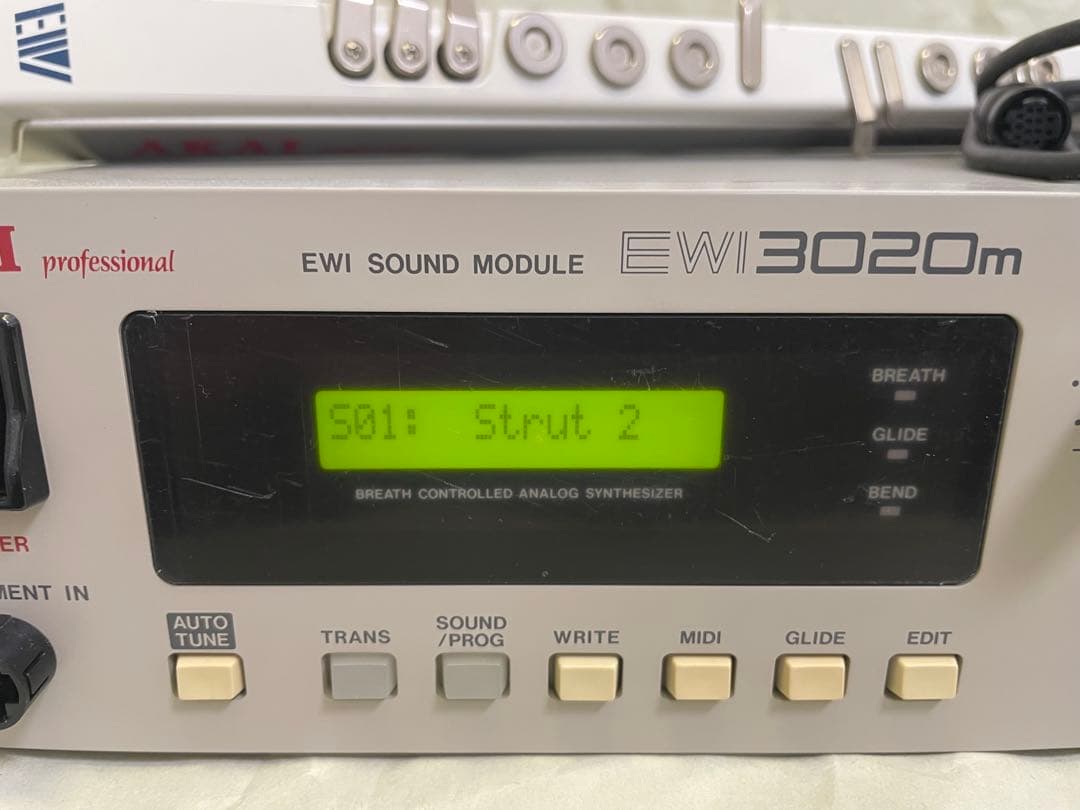 EWI
AKAI
I professional
EWI SOUND MODULE
EWI3020m
S01: Strut 2
BREATH CONTROLLED ANALOG SYNTHESIZER
BREATH
GLIDE
BEND
ER
MENT IN
AUTO
TUNE
TRANS
SOUND
/PROG
WRITE
MIDI
GLIDE
EDIT